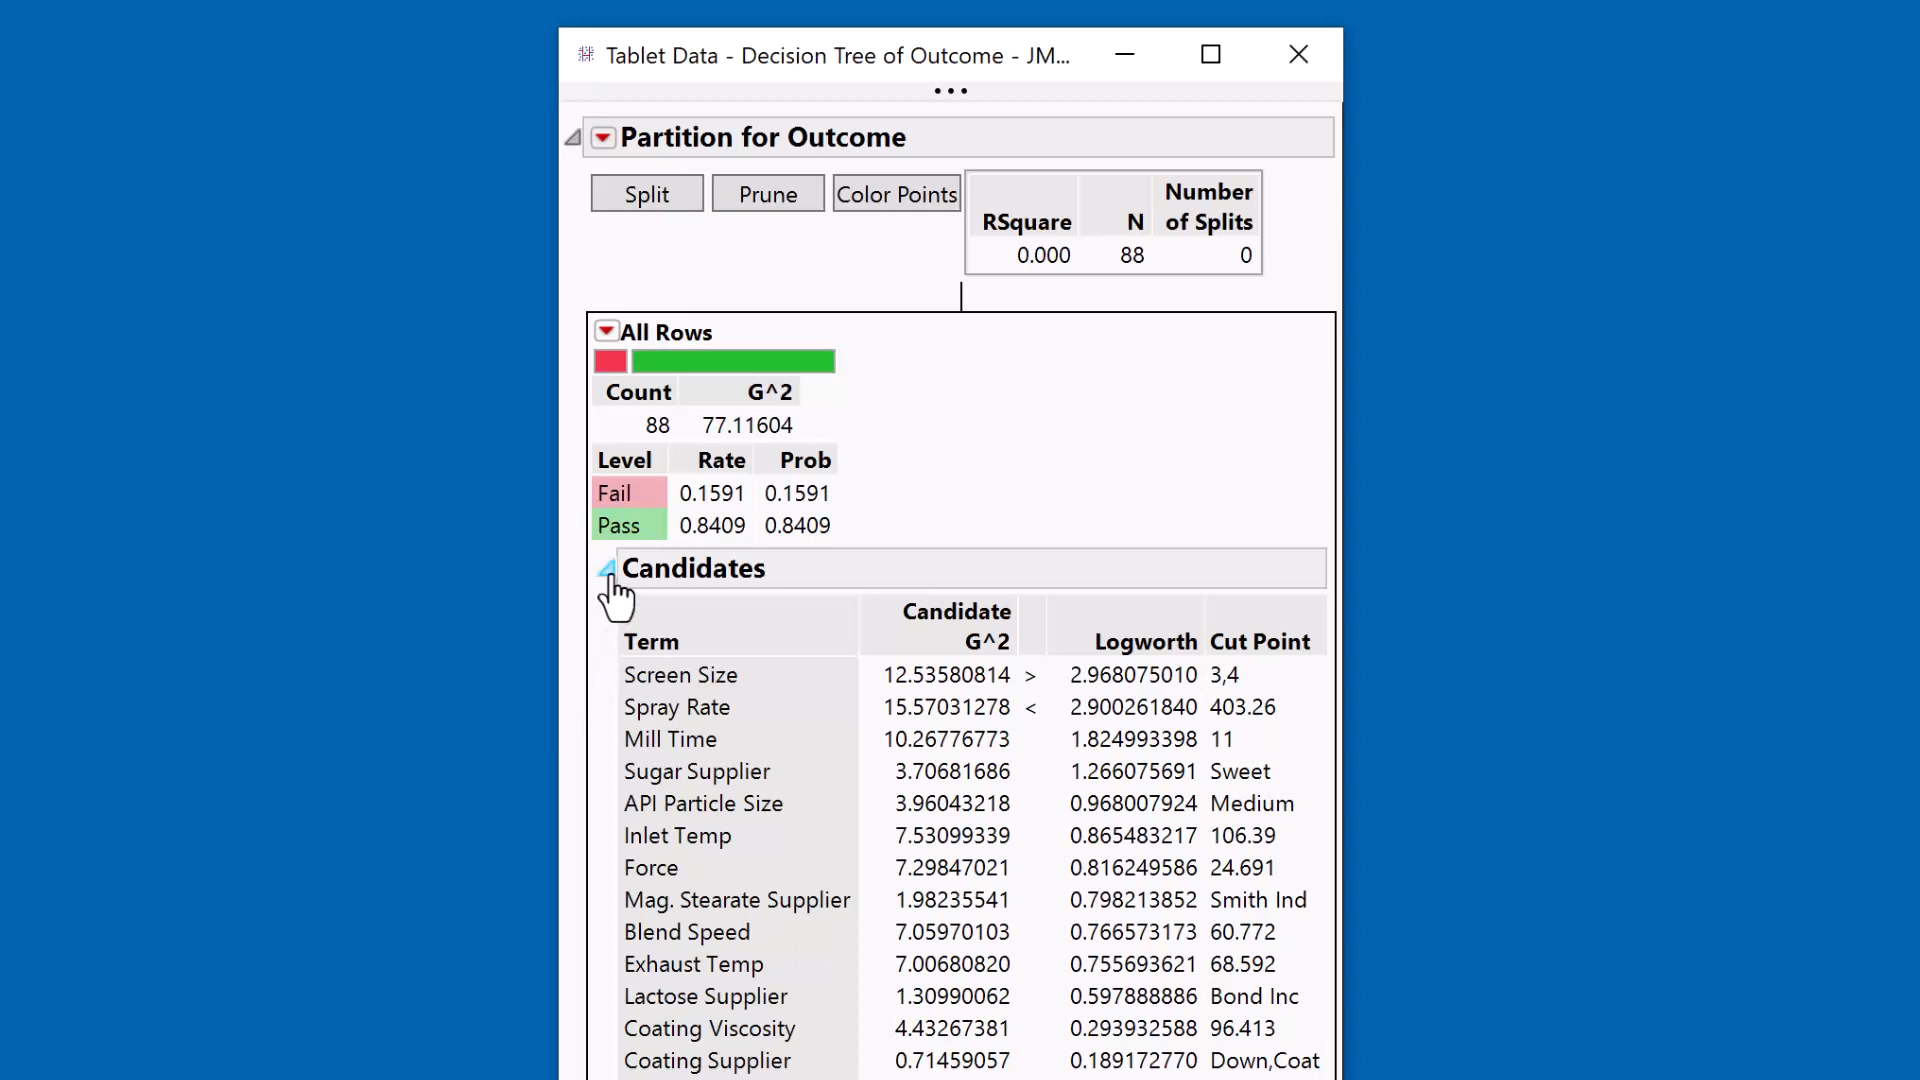 Tablet Data - Decision Tree of Outcome - JM...
Partition for Outcome
Split Prune Color Points
RSquare N Number of Splits
0.000 88 0
All Rows
Count G^2
88 77.11604
Level Rate Prob
Fail 0.1591 0.1591
Pass 0.8409 0.8409
Candidates
Term Candidate G^2 Logworth Cut Point
Screen Size 12.53580814 > 2.968075010 3,4
Spray Rate 15.57031278 < 2.900261840 403.26
Mill Time 10.26776773 1.824993398 11
Sugar Supplier 3.70681686 1.266075691 Sweet
API Particle Size 3.96043218 0.968007924 Medium
Inlet Temp 7.53099339 0.865483217 106.39
Force 7.29847021 0.816249586 24.691
Mag. Stearate Supplier 1.98235541 0.798213852 Smith Ind
Blend Speed 7.05970103 0.766573173 60.772
Exhaust Temp 7.00680820 0.755693621 68.592
Lactose Supplier 1.30990062 0.597888886 Bond Inc
Coating Viscosity 4.43267381 0.293932588 96.413
Coating Supplier 0.71459057 0.189172770 Down,Coat